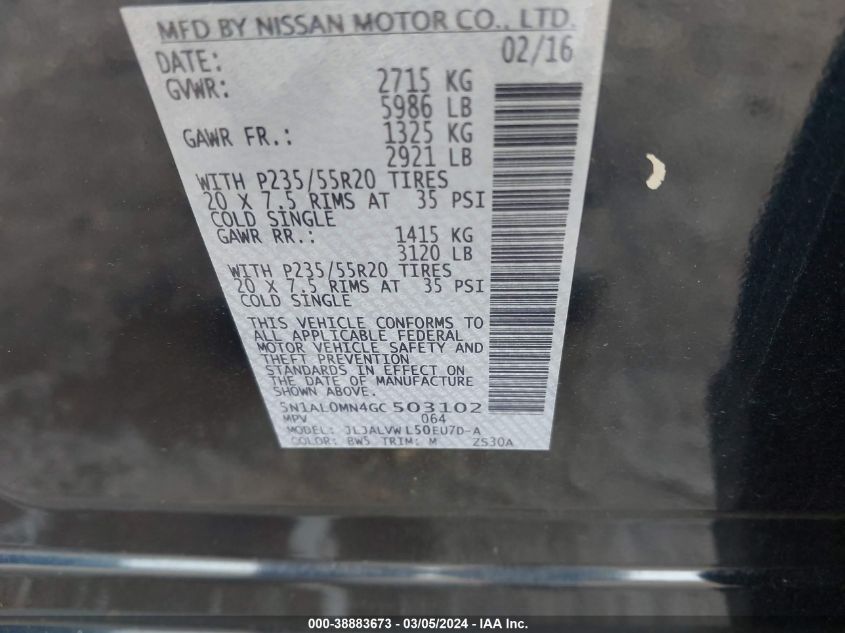 MFD BY NISSAN MOTOR CO., LTD.
DATE: 02/16
GVWR: 2715 KG
5986 LB
GAWR FR.: 1325 KG
2921 LB
WITH P235/55R20 TIRES
20 X 7.5 RIMS AT 35 PSI
COLD SINGLE
GAWR RR.: 1415 KG
3120 LB
WITH P235/55R20 TIRES
20 X 7.5 RIMS AT 35 PSI
COLD SINGLE
THIS VEHICLE CONFORMS TO
ALL APPLICABLE FEDERAL
MOTOR VEHICLE SAFETY AND
THEFT PREVENTION
STANDARDS IN EFFECT ON
THE DATE OF MANUFACTURE
SHOWN ABOVE.
5N1AL0MN4GC 503102
MPV 064
MODEL: JLJALVW L50EU7D-A
COLOR: BW5 TRIM: M ZS30A
000-38883673 - 03/05/2024 - IAA Inc.